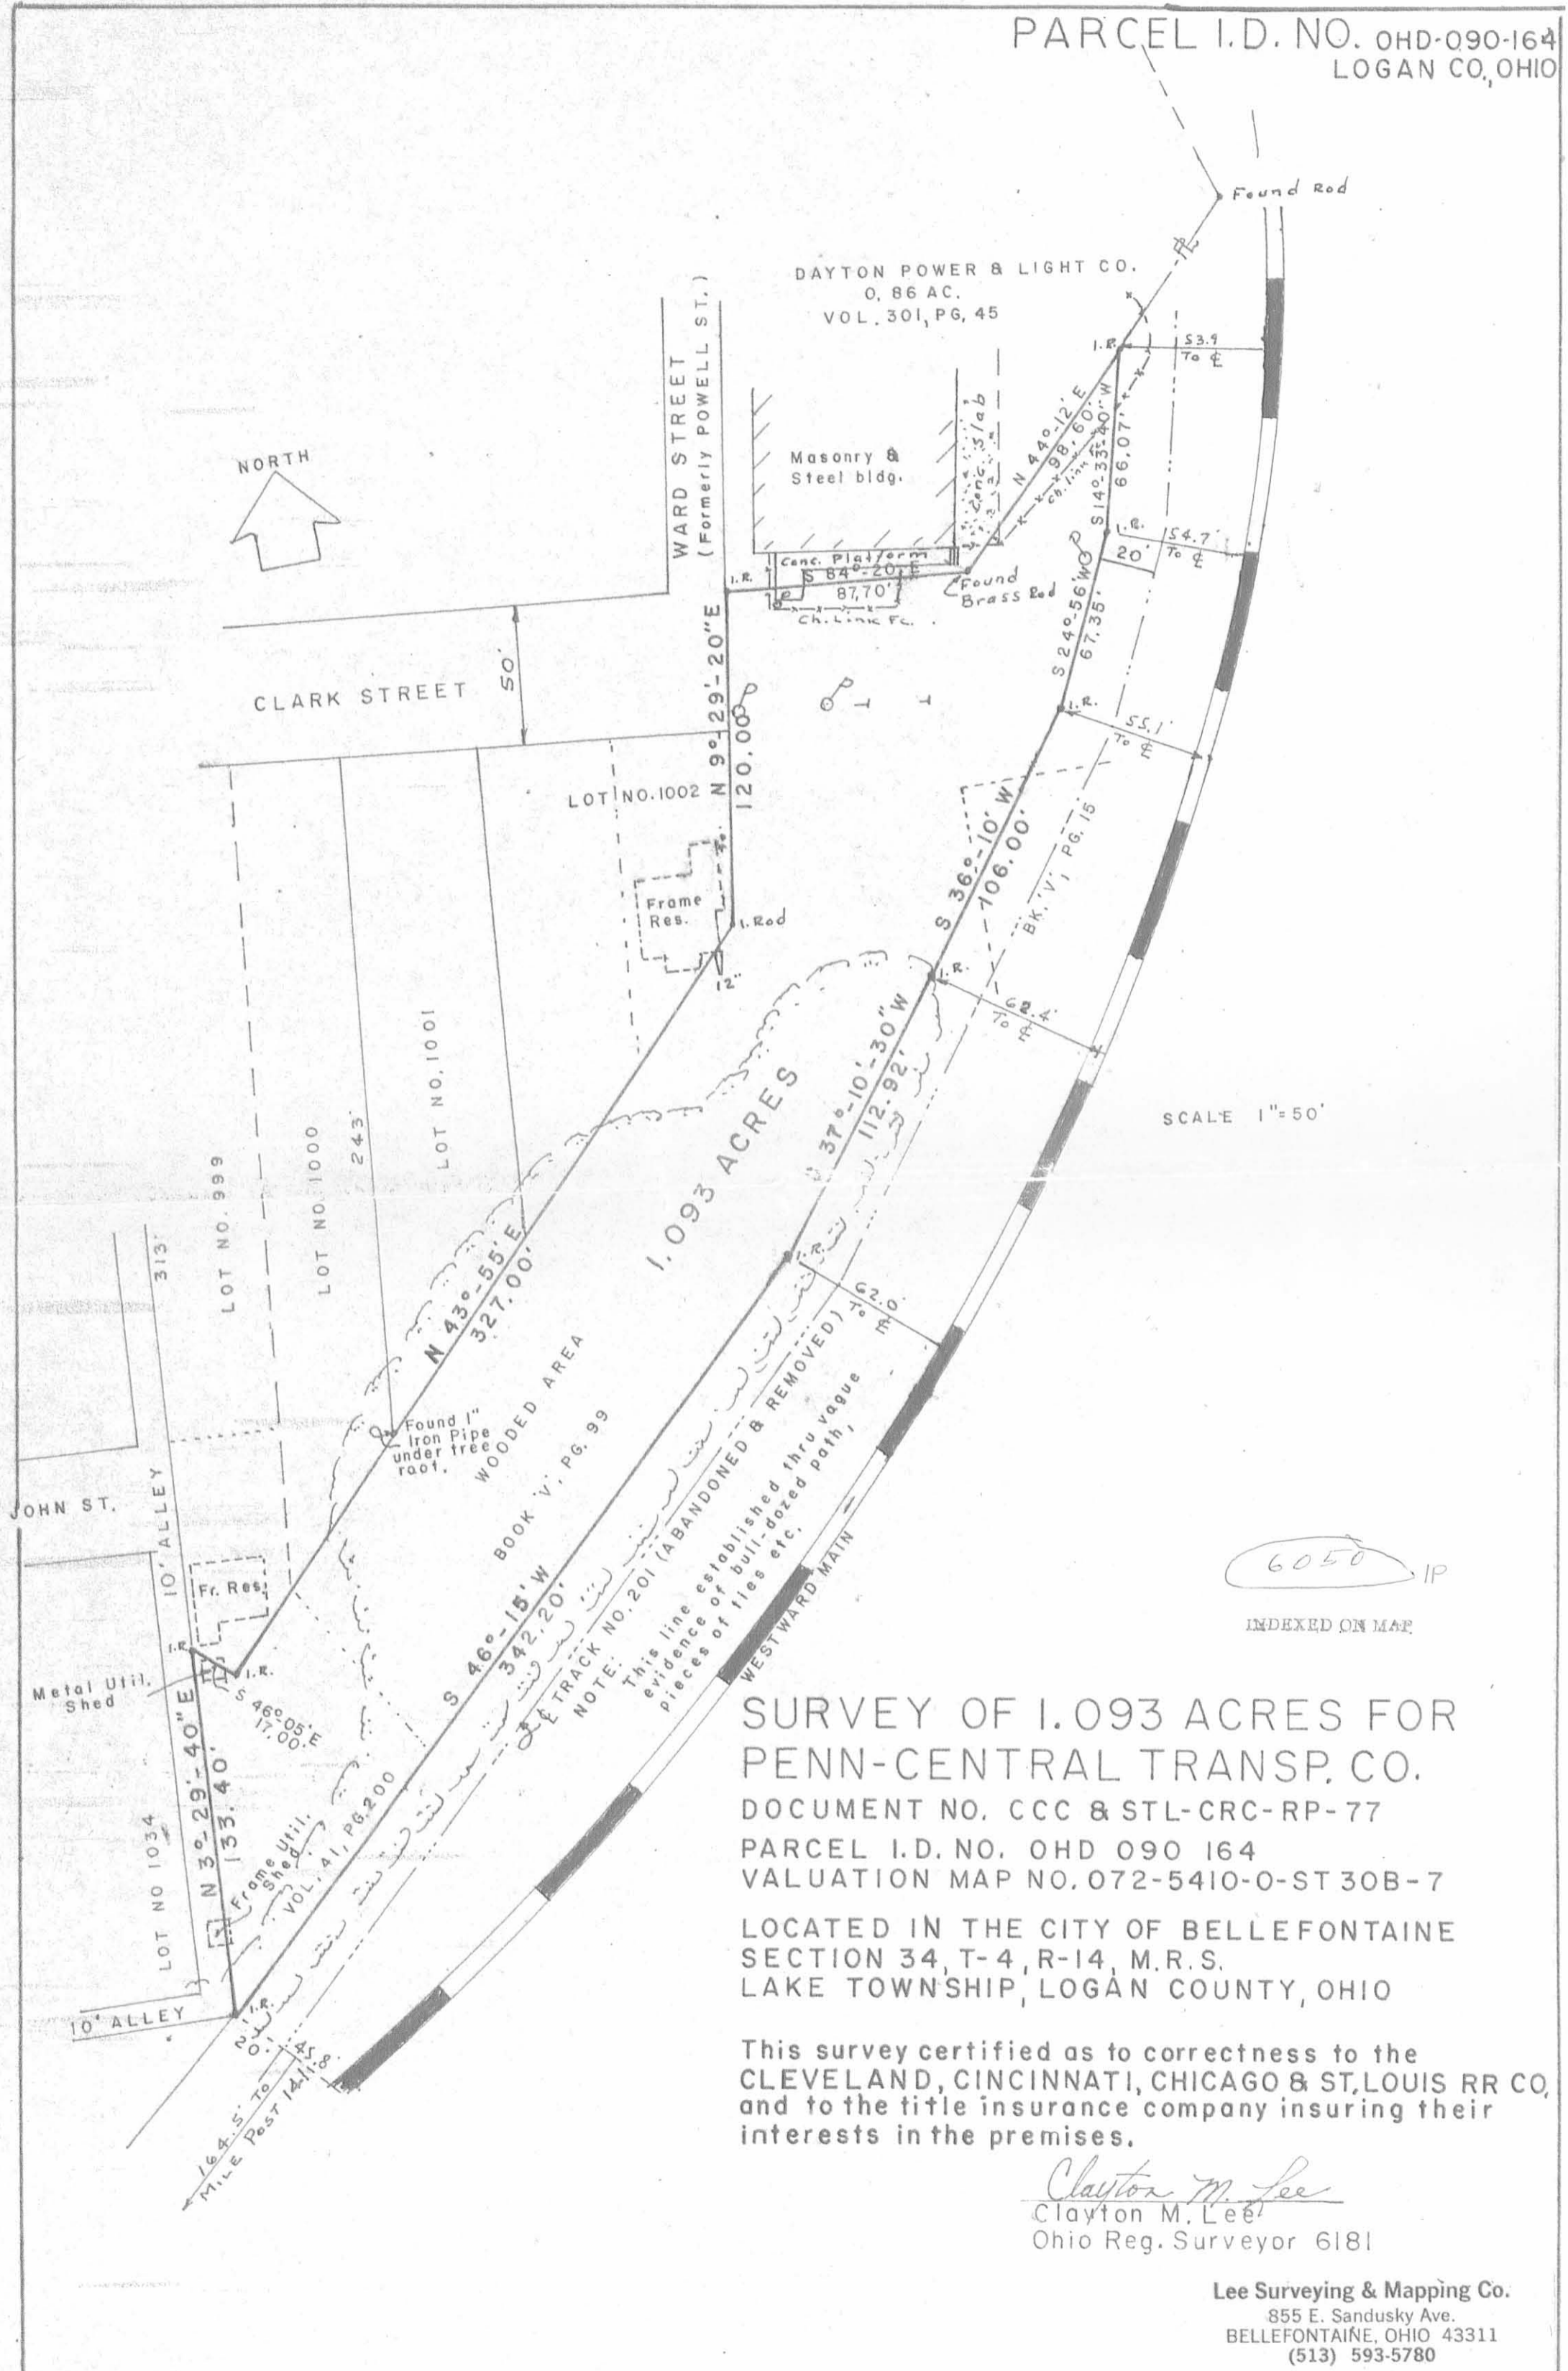 PARCEL I.D. NO. OHD-090-164
LOGAN CO., OHIO
Found Rod
DAYTON POWER & LIGHT CO.
0.86 AC.
VOL. 301, PG. 45
WARD STREET
(Formerly POWELL ST.)
I.R.
53.9
To ℄
N 44°-12' E
98.60'
Ch. Link Fc.
S 14°-33'-40" W
66.07'
NORTH
Masonry &
Steel bldg.
Conc. Slab
I.R.
54.7'
To ℄
20'
Conc. Platform
S 84°-20' E
87.70'
I.R.
Found
Brass Rod
Ch. Link Fc.
S 24°-56' W
67.35'
CLARK STREET
50'
N 9°-29'-20" E
120.00'
I.R.
55.1'
To ℄
LOT NO. 1002
S 36°-10' W
106.00'
BK. 'V', PG. 15
Frame
Res.
I. Rod
12"
I.R.
62.4'
To ℄
S 37°-10'-30" W
112.92'
1.093 ACRES
SCALE 1"=50'
LOT NO. 1001
243'
LOT NO. 1000
LOT NO. 999
313'
N 43°-55' E
327.00'
I.R.
62.0'
To ℄
Found 1"
Iron Pipe
under tree
root.
WOODED AREA
BOOK 'V', PG. 99
JOHN ST.
10' ALLEY
Fr. Res.
S 46°-15' W
342.20'
℄ TRACK NO. 201 (ABANDONED & REMOVED)
NOTE:
This line established thru vague
evidence of bull-dozed path,
pieces of ties etc.
WESTWARD MAIN
6050
IP
INDEXED ON MAP
I.R.
I.R.
Metal Util.
Shed
S 46°-05' E
17.00'
N 3°-29'-40" E
133.40'
Frame Util.
Shed
VOL. 41, PG. 200
LOT NO 1034
10' ALLEY
I.R.
20.1'
45.8'
164.5' TO
MILE POST 141
SURVEY OF 1.093 ACRES FOR
PENN-CENTRAL TRANSP. CO.
DOCUMENT NO. CCC & STL-CRC-RP-77
PARCEL I.D. NO. OHD 090 164
VALUATION MAP NO. 072-5410-0-ST 30B-7
LOCATED IN THE CITY OF BELLEFONTAINE
SECTION 34, T-4, R-14, M.R.S.
LAKE TOWNSHIP, LOGAN COUNTY, OHIO
This survey certified as to correctness to the
CLEVELAND, CINCINNATI, CHICAGO & ST. LOUIS RR CO,
and to the title insurance company insuring their
interests in the premises.
Clayton M. Lee
Clayton M. Lee
Ohio Reg. Surveyor 6181
Lee Surveying & Mapping Co.
855 E. Sandusky Ave.
BELLEFONTAINE, OHIO 43311
(513) 593-5780